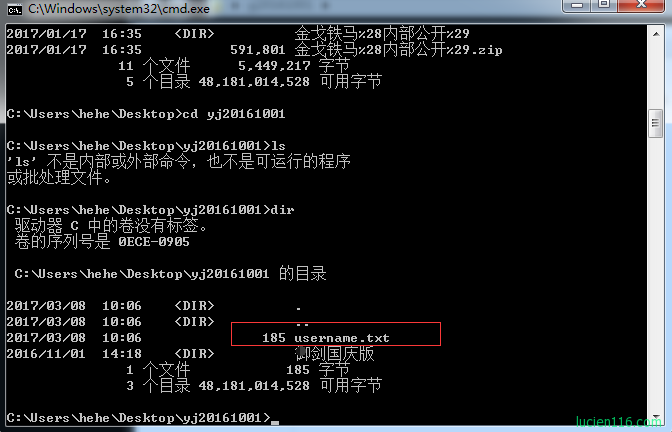 C:\Windows\system32\cmd.exe
2017/01/17  16:35    <DIR>          金戈铁马%28内部公开%29
2017/01/17  16:35           591,801 金戈铁马%28内部公开%29.zip
11 个文件      5,449,217 字节
5 个目录 48,181,014,528 可用字节
C:\Users\hehe\Desktop>cd yj20161001
C:\Users\hehe\Desktop\yj20161001>ls
'ls' 不是内部或外部命令，也不是可运行的程序
或批处理文件。
C:\Users\hehe\Desktop\yj20161001>dir
驱动器 C 中的卷没有标签。
卷的序列号是 0ECE-0905
C:\Users\hehe\Desktop\yj20161001 的目录
2017/03/08  10:06    <DIR>          .
2017/03/08  10:06    <DIR>          ..
2017/03/08  10:06               185 username.txt
2016/11/01  14:18    <DIR>          御剑国庆版
1 个文件            185 字节
3 个目录 48,181,014,528 可用字节
C:\Users\hehe\Desktop\yj20161001>
lucien116.com